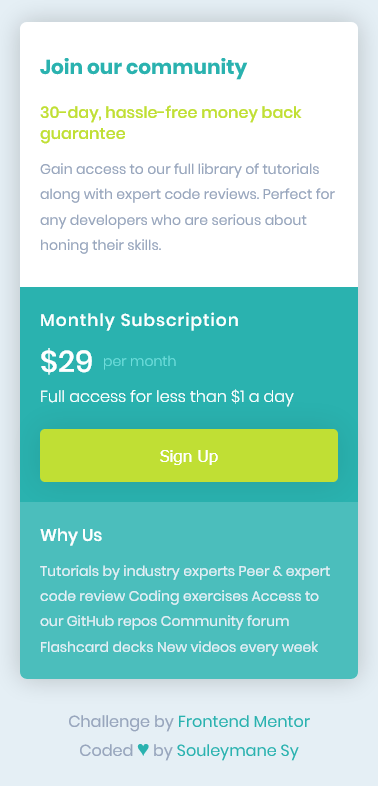 Join our community
30-day, hassle-free money back
guarantee
Gain access to our full library of tutorials
along with expert code reviews. Perfect for
any developers who are serious about
honing their skills.
Monthly Subscription
$29 per month
Full access for less than $1 a day
Sign Up
Why Us
Tutorials by industry experts Peer & expert
code review Coding exercises Access to
our GitHub repos Community forum
Flashcard decks New videos every week
Challenge by Frontend Mentor
Coded ♥ by Souleymane Sy